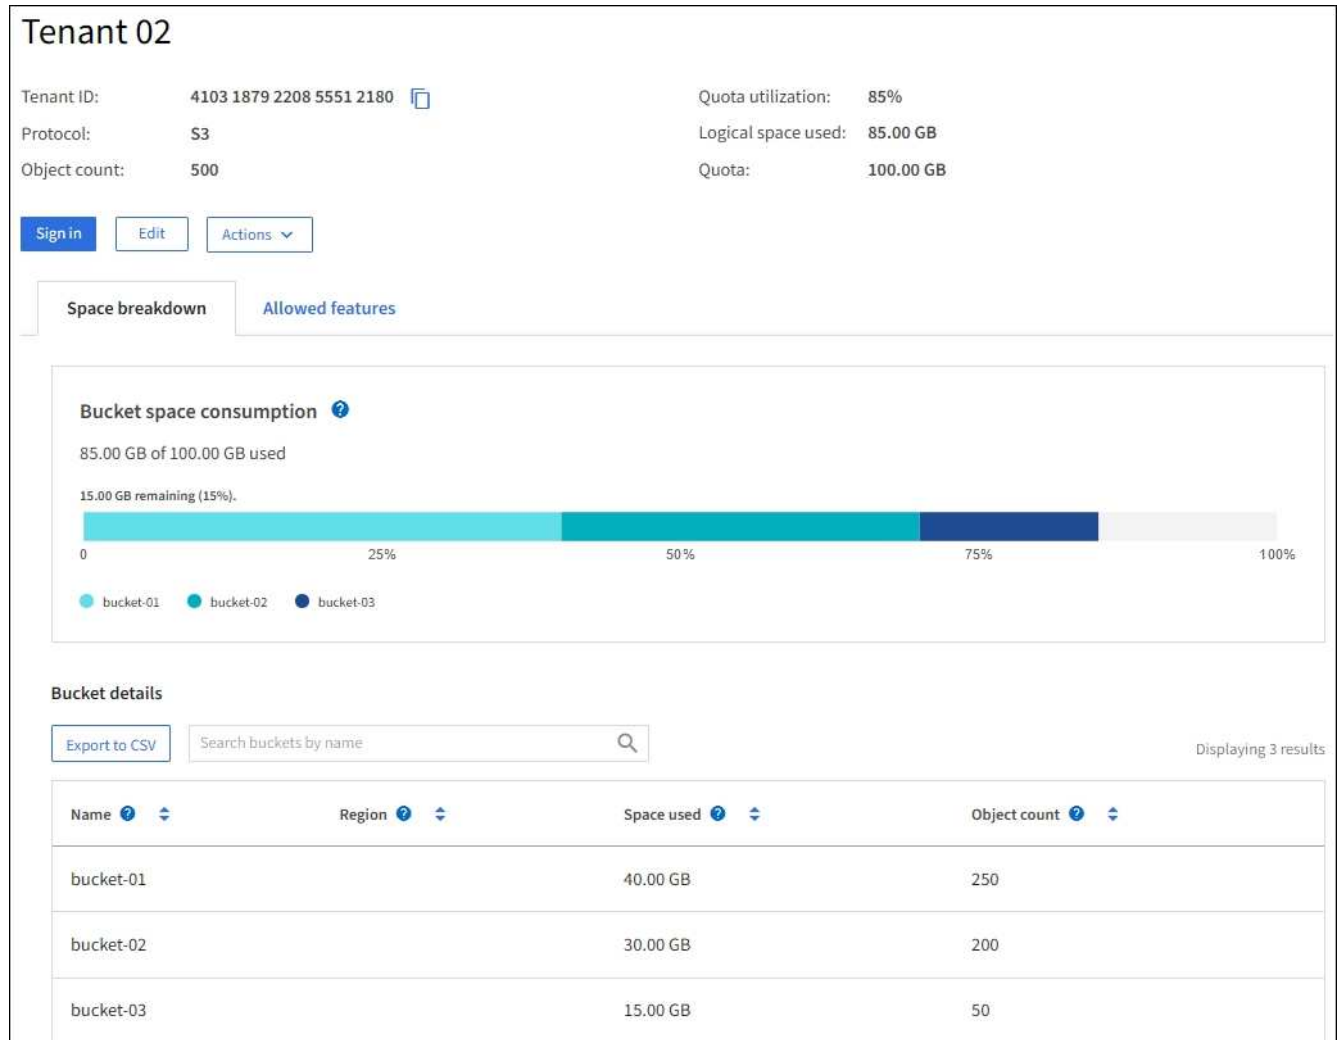 Tenant 02
Tenant ID: 4103 1879 2208 5551 2180
Quota utilization: 85%
Protocol: S3
Logical space used: 85.00 GB
Object count: 500
Quota: 100.00 GB
Sign in Edit Actions
Space breakdown Allowed features
Bucket space consumption ?
85.00 GB of 100.00 GB used
15.00 GB remaining (15%).
0 25% 50% 75% 100%
bucket-01 bucket-02 bucket-03
Bucket details
Export to CSV Search buckets by name Displaying 3 results
Name ? Region ? Space used ? Object count ?
bucket-01 40.00 GB 250
bucket-02 30.00 GB 200
bucket-03 15.00 GB 50